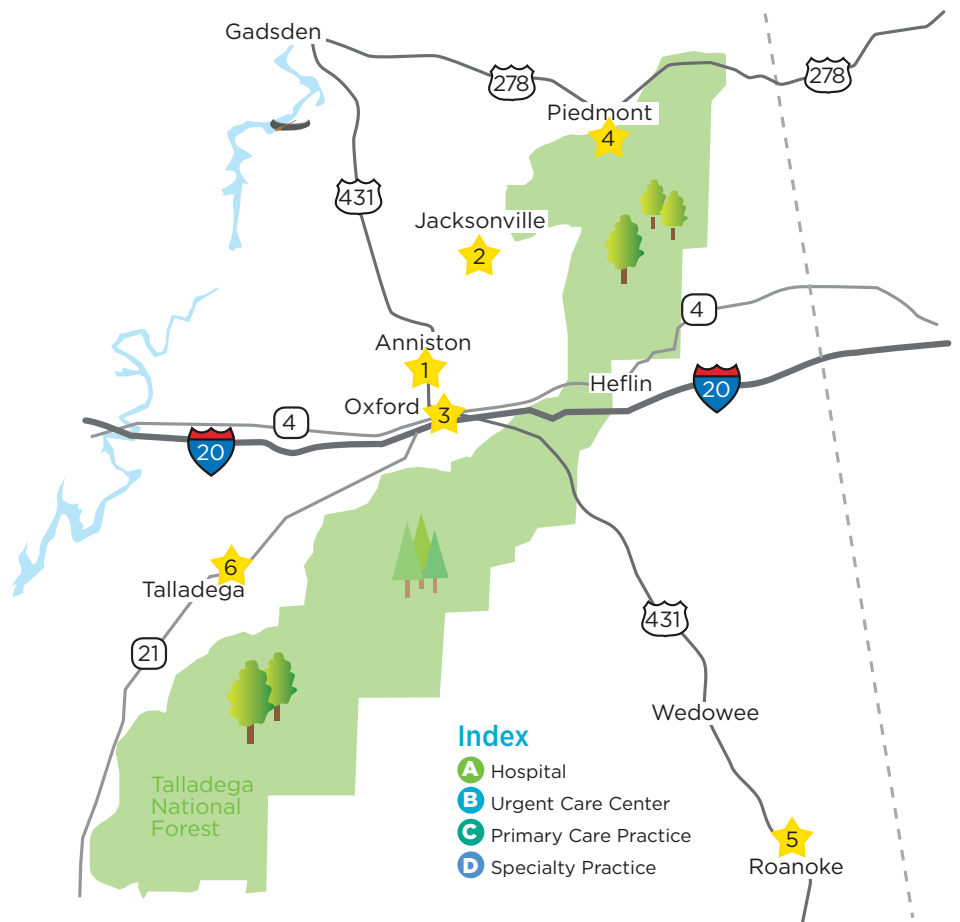 Gadsden
278
278
Piedmont
4
431
Jacksonville
2
4
Anniston
1
Heflin
20
Oxford
3
4
20
6
Talladega
431
21
Wedowee
Index
A Hospital
B Urgent Care Center
C Primary Care Practice
D Specialty Practice
Talladega
National
Forest
5
Roanoke